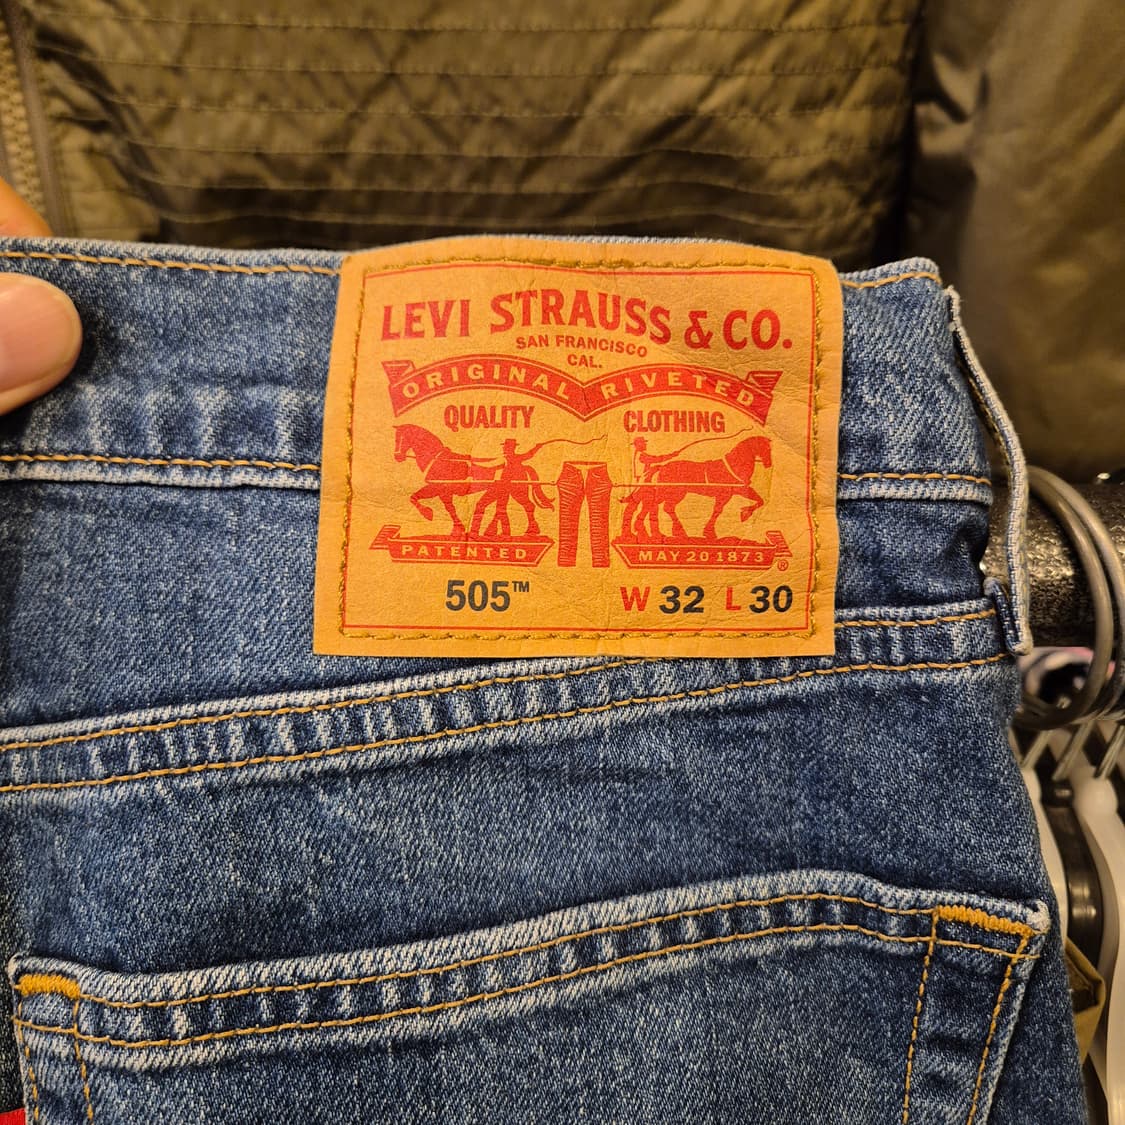 LEVI STRAUSS & CO.
SAN FRANCISCO
CAL.
ORIGINAL RIVETED
QUALITY CLOTHING
PATENTED MAY 20 1873 ®
505™ W 32 L 30